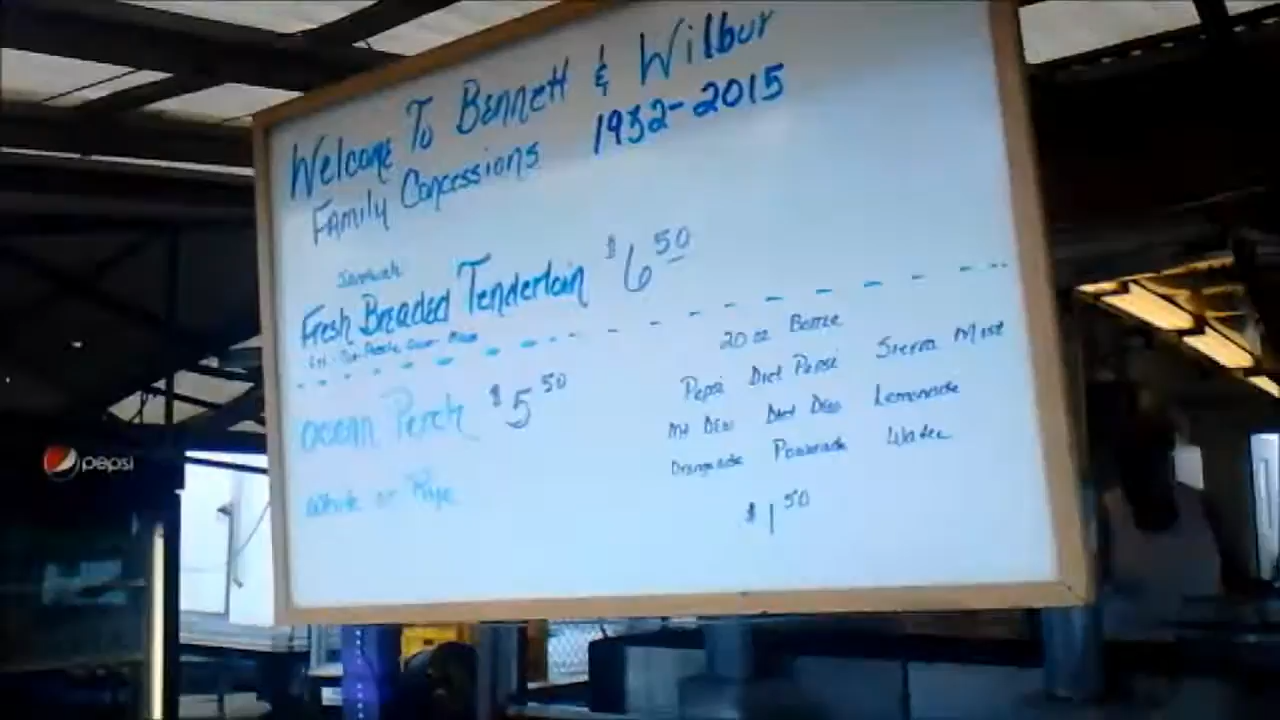 Welcome To Bennett & Wilbur
Family Concessions 1932-2015
Sandwich
Fresh Breaded Tenderloin $6 50
Ocean Perch $5 50
White or Rye
20 oz Bottle
Pepsi Diet Pepsi Sierra Mist
Mt Dew Diet Dew Lemonade
Orangeade Powerade Water
$1 50
pepsi